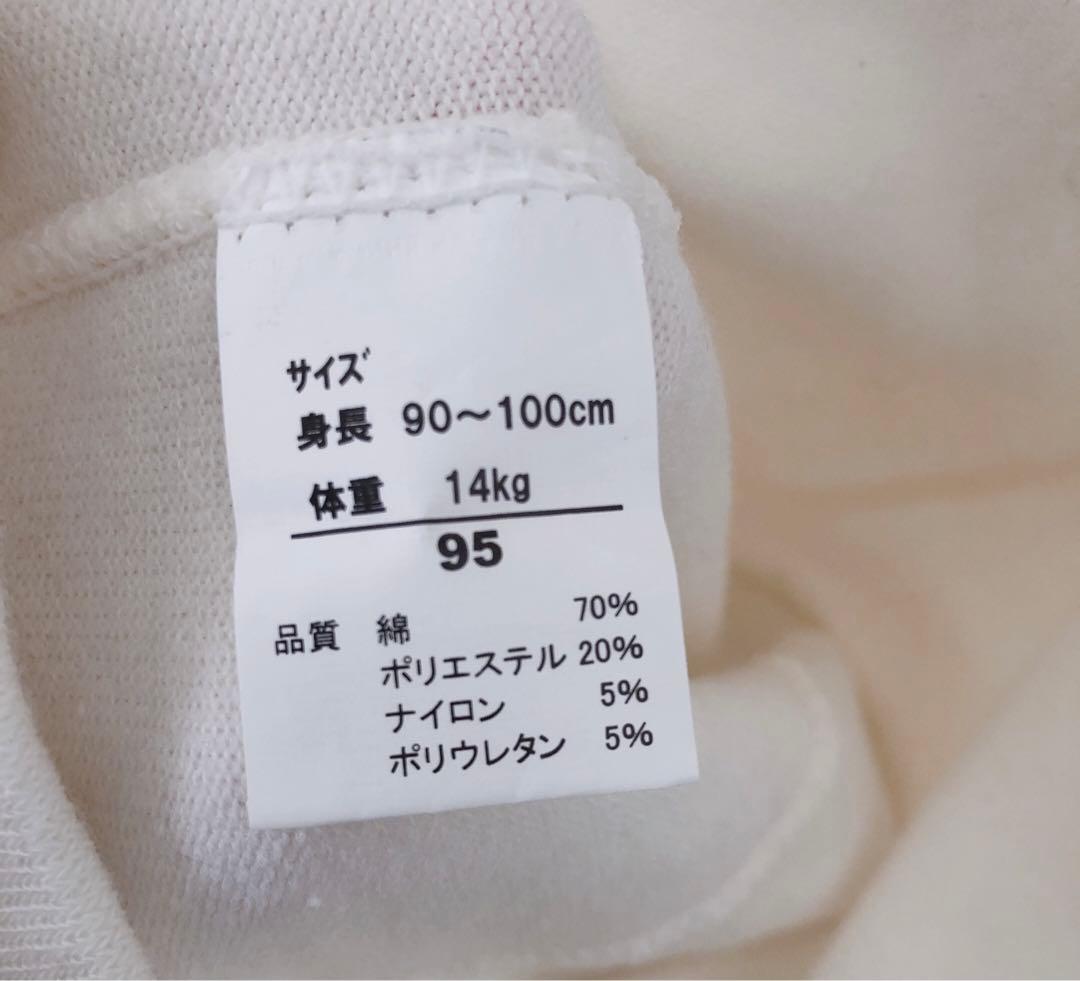 サイズ
身長 90～100cm
体重 14kg
95
品質 綿 70%
ポリエステル 20%
ナイロン 5%
ポリウレタン 5%